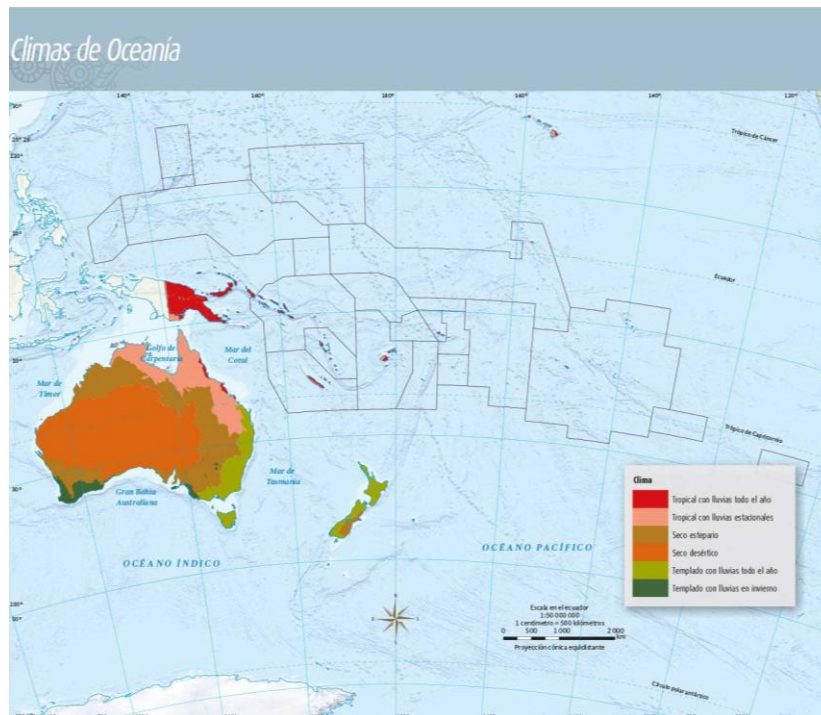 Climas de Oceanía
140°
160°
180°
160°
120°
Trópico de Cáncer
Ecuador
Golfo de
Carpentaria
Mar del
Coral
Mar de
Timor
Trópico de Capricornio
Mar de
Tasmania
Gran Bahía
Australiana
OCÉANO ÍNDICO
OCÉANO PACÍFICO
Clima
Tropical con lluvias todo el año
Tropical con lluvias estacionales
Seco estepario
Seco desértico
Templado con lluvias todo el año
Templado con lluvias en invierno
Escala en el ecuador
1:50 000 000
1 centímetro = 500 kilómetros
0 500 1 000 2 000
km
Proyección cónica equidistante
Círculo polar antártico